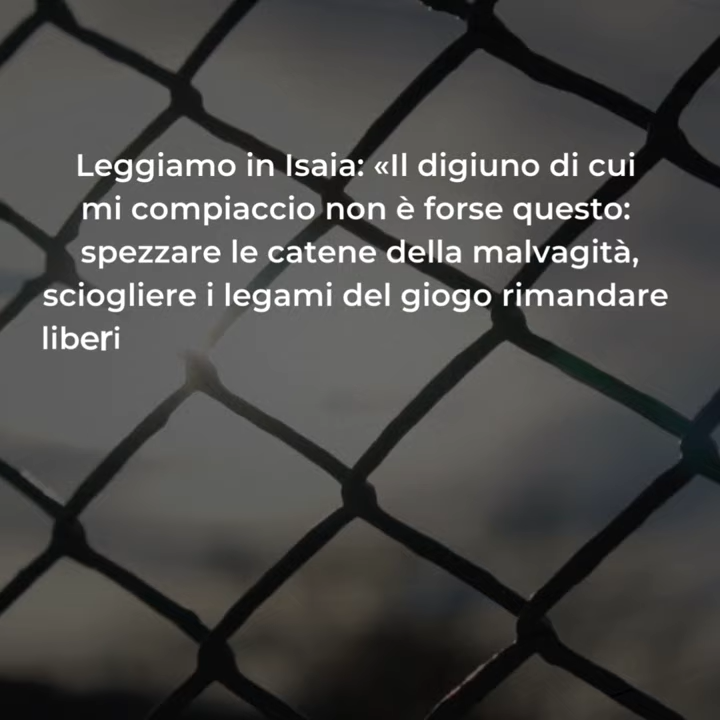 Leggiamo in Isaia: «Il digiuno di cui
mi compiaccio non è forse questo:
spezzare le catene della malvagità,
sciogliere i legami del giogo rimandare
liberi